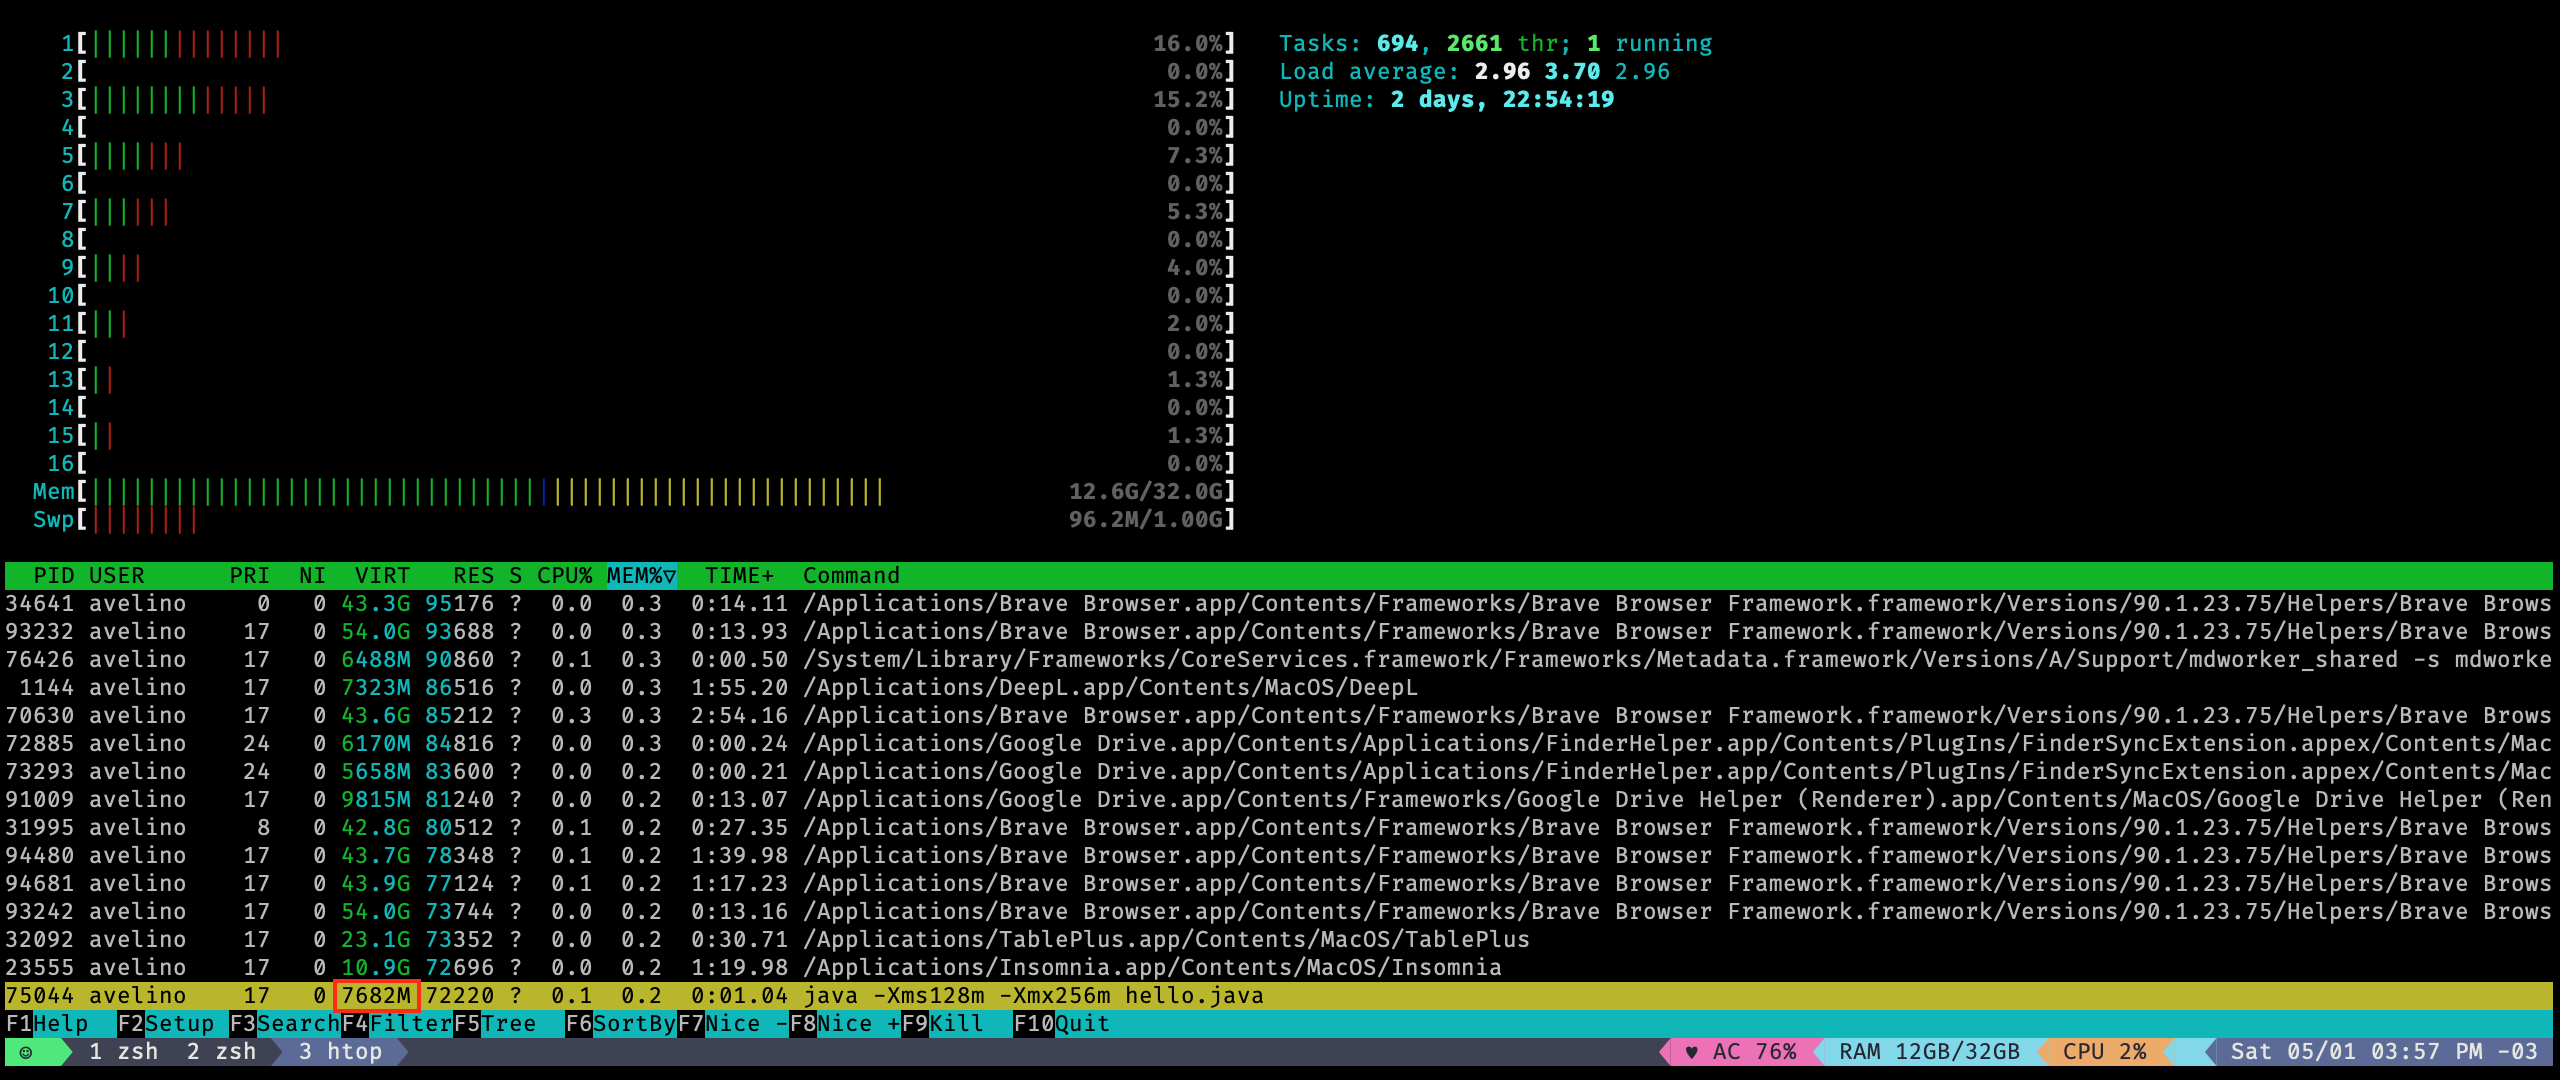 1[|||||||||||||| 16.0%] Tasks: 694, 2661 thr; 1 running
2[ 0.0%] Load average: 2.96 3.70 2.96
3[||||||||||||| 15.2%] Uptime: 2 days, 22:54:19
4[ 0.0%]
5[||||||| 7.3%]
6[ 0.0%]
7[|||||| 5.3%]
8[ 0.0%]
9[|||| 4.0%]
10[ 0.0%]
11[||| 2.0%]
12[ 0.0%]
13[|| 1.3%]
14[ 0.0%]
15[|| 1.3%]
16[ 0.0%]
Mem[||||||||||||||||||||||||||||||||||||||||||||||||||||||||| 12.6G/32.0G]
Swp[|||||||| 96.2M/1.00G]
PID USER PRI NI VIRT RES S CPU% MEM%▽ TIME+ Command
34641 avelino 0 0 43.3G 95176 ? 0.0 0.3 0:14.11 /Applications/Brave Browser.app/Contents/Frameworks/Brave Browser Framework.framework/Versions/90.1.23.75/Helpers/Brave Brows
93232 avelino 17 0 54.0G 93688 ? 0.0 0.3 0:13.93 /Applications/Brave Browser.app/Contents/Frameworks/Brave Browser Framework.framework/Versions/90.1.23.75/Helpers/Brave Brows
76426 avelino 17 0 6488M 90860 ? 0.1 0.3 0:00.50 /System/Library/Frameworks/CoreServices.framework/Frameworks/Metadata.framework/Versions/A/Support/mdworker_shared -s mdworke
1144 avelino 17 0 7323M 86516 ? 0.0 0.3 1:55.20 /Applications/DeepL.app/Contents/MacOS/DeepL
70630 avelino 17 0 43.6G 85212 ? 0.3 0.3 2:54.16 /Applications/Brave Browser.app/Contents/Frameworks/Brave Browser Framework.framework/Versions/90.1.23.75/Helpers/Brave Brows
72885 avelino 24 0 6170M 84816 ? 0.0 0.3 0:00.24 /Applications/Google Drive.app/Contents/Applications/FinderHelper.app/Contents/PlugIns/FinderSyncExtension.appex/Contents/Mac
73293 avelino 24 0 5658M 83600 ? 0.0 0.2 0:00.21 /Applications/Google Drive.app/Contents/Applications/FinderHelper.app/Contents/PlugIns/FinderSyncExtension.appex/Contents/Mac
91009 avelino 17 0 9815M 81240 ? 0.0 0.2 0:13.07 /Applications/Google Drive.app/Contents/Frameworks/Google Drive Helper (Renderer).app/Contents/MacOS/Google Drive Helper (Ren
31995 avelino 8 0 42.8G 80512 ? 0.1 0.2 0:27.35 /Applications/Brave Browser.app/Contents/Frameworks/Brave Browser Framework.framework/Versions/90.1.23.75/Helpers/Brave Brows
94480 avelino 17 0 43.7G 78348 ? 0.1 0.2 1:39.98 /Applications/Brave Browser.app/Contents/Frameworks/Brave Browser Framework.framework/Versions/90.1.23.75/Helpers/Brave Brows
94681 avelino 17 0 43.9G 77124 ? 0.1 0.2 1:17.23 /Applications/Brave Browser.app/Contents/Frameworks/Brave Browser Framework.framework/Versions/90.1.23.75/Helpers/Brave Brows
93242 avelino 17 0 54.0G 73744 ? 0.0 0.2 0:13.16 /Applications/Brave Browser.app/Contents/Frameworks/Brave Browser Framework.framework/Versions/90.1.23.75/Helpers/Brave Brows
32092 avelino 17 0 23.1G 73352 ? 0.0 0.2 0:30.71 /Applications/TablePlus.app/Contents/MacOS/TablePlus
23555 avelino 17 0 10.9G 72696 ? 0.0 0.2 1:19.98 /Applications/Insomnia.app/Contents/MacOS/Insomnia
75044 avelino 17 0 7682M 72220 ? 0.1 0.2 0:01.04 java -Xms128m -Xmx256m hello.java
F1Help F2Setup F3SearchF4FilterF5Tree F6SortByF7Nice -F8Nice +F9Kill F10Quit
☺ 1 zsh 2 zsh 3 htop ♥ AC 76% RAM 12GB/32GB CPU 2% Sat 05/01 03:57 PM -03